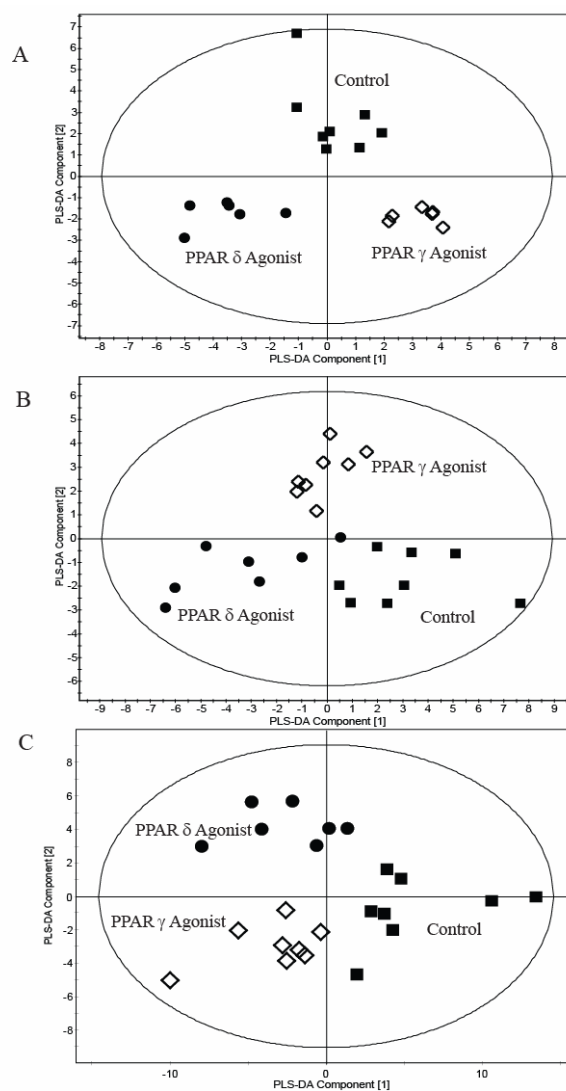 A
PLS-DA Component [2]
7
6
5
4
3
2
1
0
-1
-2
-3
-4
-5
-6
-7
Control
PPAR δ Agonist
PPAR γ Agonist
-8 -7 -6 -5 -4 -3 -2 -1 0 1 2 3 4 5 6 7 8
PLS-DA Component [1]
B
PLS-DA Component [2]
6
5
4
3
2
1
0
-1
-2
-3
-4
-5
-6
PPAR γ Agonist
PPAR δ Agonist
Control
-9 -8 -7 -6 -5 -4 -3 -2 -1 0 1 2 3 4 5 6 7 8 9
PLS-DA Component [1]
C
PLS-DA Component [2]
8
6
4
2
0
-2
-4
-6
-8
PPAR δ Agonist
PPAR γ Agonist
Control
-10 0 10
PLS-DA Component [1]